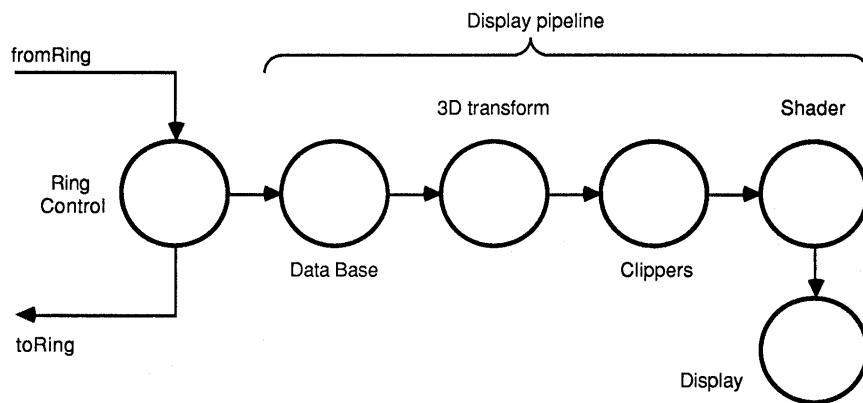 Display pipeline
fromRing
3D transform
Shader
Ring
Control
Data Base
Clippers
toRing
Display